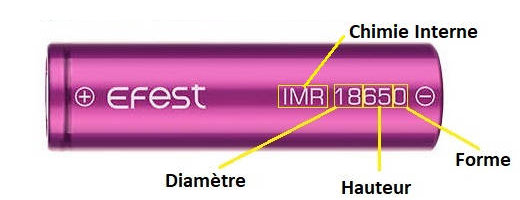 Chimie Interne
⊕ EFEST IMR 18650 ⊖
Diamètre
Hauteur
Forme